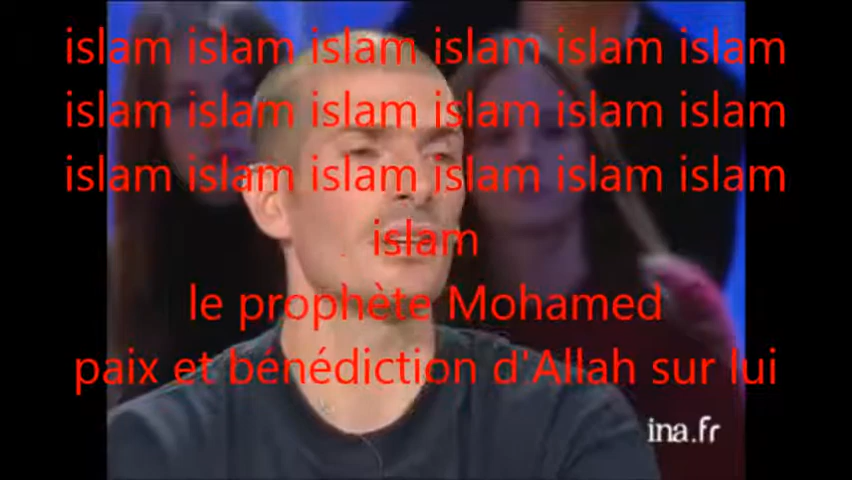 islam islam islam islam islam islam
islam islam islam islam islam islam
islam islam islam islam islam islam
islam
le prophète Mohamed
paix et bénédiction d'Allah sur lui
ina.fr